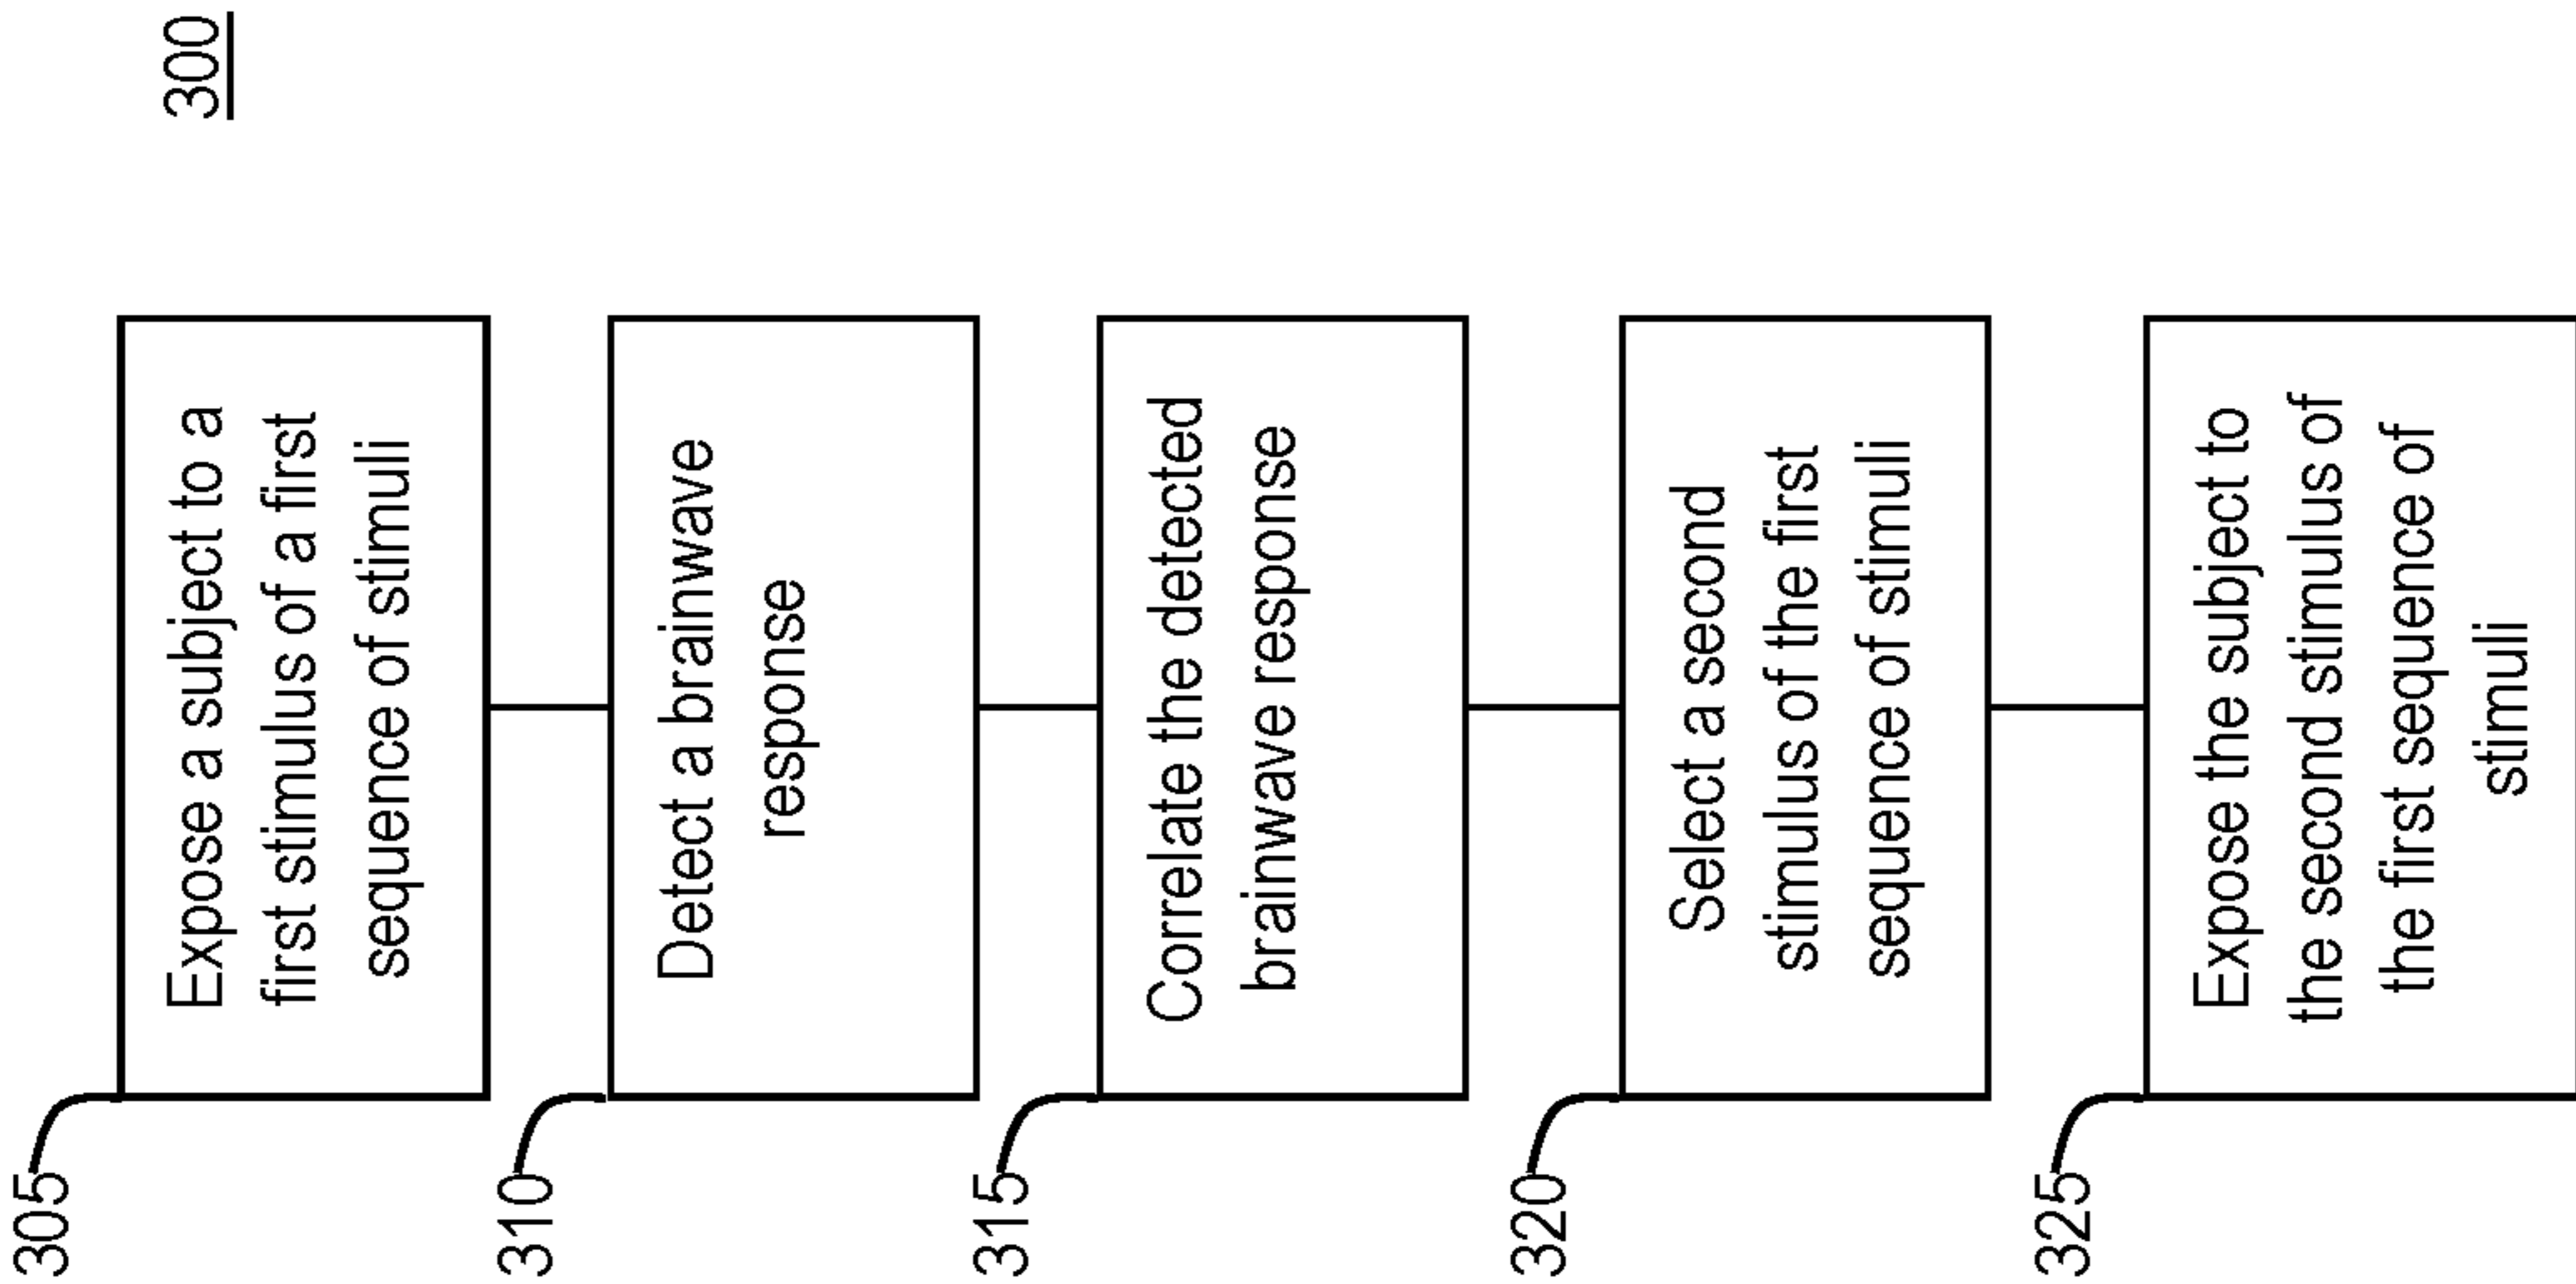 300
305
Expose a subject to a
first stimulus of a first
sequence of stimuli
310
Detect a brainwave
response
315
Correlate the detected
brainwave response
320
Select a second
stimulus of the first
sequence of stimuli
325
Expose the subject to
the second stimulus of
the first sequence of
stimuli